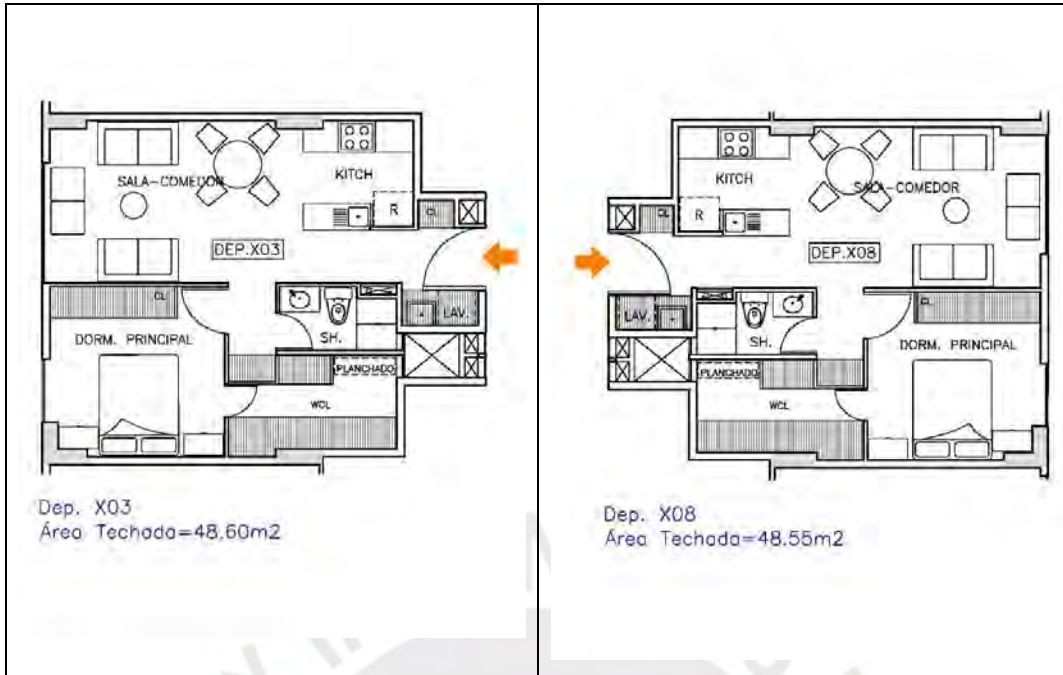 SALA-COMEDOR
KITCH
R
CL
DEP.X03
CL
SH.
LAV.
DORM. PRINCIPAL
PLANCHADO
WCL
Dep. X03
Área Techada=48.60m2
KITCH
SALA-COMEDOR
R
CL
DEP.X08
LAV.
SH.
CL
DORM. PRINCIPAL
PLANCHADO
WCL
Dep. X08
Área Techada=48.55m2